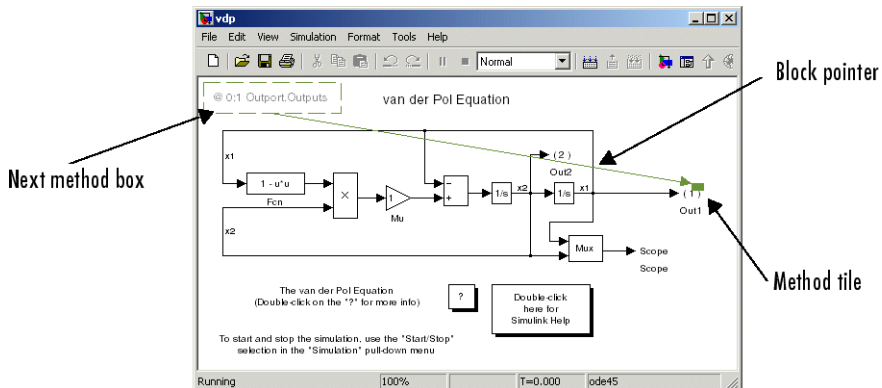 vdp
File Edit View Simulation Format Tools Help
Normal
@ 0:1 Outport.Outputs
van der Pol Equation
Block pointer
Next method box
x1
1 - u*u
Fcn
×
1
Mu
−
+
1/s
x2
1/s
x1
( 2 )
Out2
( 1 )
Out1
x2
Mux
Scope
Scope
Method tile
The van der Pol Equation
(Double-click on the "?" for more info)
?
Double-click
here for
Simulink Help
To start and stop the simulation, use the "Start/Stop"
selection in the "Simulation" pull-down menu
Running 100% T=0.000 ode45